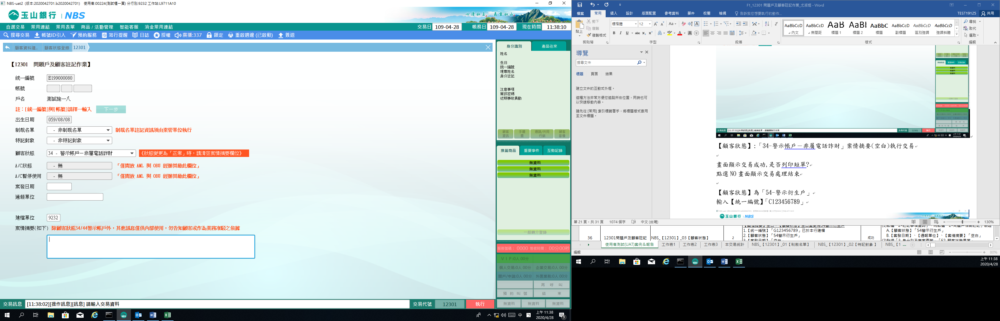 NBS-uat2 (版本:2020042701.b2020042701) 使用者:00224(測試櫃一寅) 分行別:9232 工作站:L9711A10
玉山銀行 | NBS
心清如玉。義重如山。
自選交易 常用連結 常用表單 商品/活動管理 智能客服 消金常用連結
交易日 109-04-28 帳務日 109-04-28 現在時間 11:38:10
搜尋交易 帳號ID引入 預約服務 蒞行提醒 日誌 授權 廣播:337 鎖定 重啟週邊 (已啟動) 簽退
顧客資料建.. 顧客狀態登錄 12301
【12301 問題戶及顧客註記作業】
統一編號 E199000080
帳號
戶名 測試施一八
註:[統一編號]與[帳號]請擇一輸入 下一步
出生日期 059/08/08
制裁名單 - 非制裁名單 制裁名單註記資訊須由業管單位執行
特記對象 - 非特記對象
顧客狀態 34 - 警示帳戶－非屬電話詐財 《狀態變更為「正常」時，請清空案情摘要欄位》
A/C狀態 - 無 「僅開放 AML 與 OBU 經辦異動此欄位」
A/C暫停使用 - 無 「僅開放 AML 與 OBU 經辦異動此欄位」
案發日期
通報單位
建檔單位 9232
案情摘要(如下) 除顧客狀態34/44警示帳戶外，其他訊息僅供內部使用，勿告知顧客或作為業務准駁之依據
交易訊息 [11:38:02][操作訊息][訊息] 請輸入交易資料 交易代號 12301 執行
身分識別 產品往來
姓名
生日
統一編號
理專姓名
身分註記
注意事項
簡訊密碼
近期事故異動
顧客資訊 手續費 通路/共同行銷 顧客影像
推薦商品 重要事件 互動記錄
無資料
無資料
無資料
一般轉介登錄
服務號碼: 0000 等候時間: 00分00秒
VIP:0人 00分
個人交易:0人 00分 企業交易:0人 00分
開戶/申請:0人 00分 外匯業務:0人 00分
再 呼 叫
預 約 叫 號 結 束
無資料 無資料 無資料
中
上午 11:38
2020/4/28
3
F1_12301 問題戶及顧客註記作業_尤淑姬 - Word
檔案 常用 插入 設計 版面配置 參考資料 郵件 校閱 檢視 告訴我您想要執行的動作... TEST19125 共用
貼上 剪下 複製 複製格式
標楷體 12
AaBbCcD AaBbCcD AaB AaBl AaBbC AaBbCcD AaBbCcD AaBbCcD
內文 無間距 標題 1 標題 2 標題 副標題 區別強調 強調斜體
尋找 取代 選取
剪貼簿 字型 段落 樣式 編輯
導覽
搜尋文件
標題 頁面 結果
建立文件的互動式外框。
這種方法非常方便您追蹤所在位置，同時也可以快速移動內容。
請先從 [常用] 索引標籤著手，將標題樣式套用至文件標題。
【顧客狀態】:「34-警示帳戶－非屬電話詐財」案情摘要(空白)執行交易
畫面顯示交易成功,是否列印短單?
點選 NO 畫面顯示交易處理結束
【顧客狀態】為「54-警示衍生戶」
輸入【統一編號】「C123456789」
玉山銀行 | NBS
第 21 頁，共 31 頁 1074 個字 中文 (台灣) 130%
36 12301問題戶及顧客註記 NBS_【12301】_03【顧客狀態】 2
1.【統一編號】「G123456789」已於本行建檔
2.【顧客狀態】「54警示衍生戶」
成功
A.【顧客狀態】「54警示衍生戶」
B.【案發日期】、【通報單位】、【案情摘要】「空白」
使用者測試(UAT)案例＆報告 工作表1 工作表2 工作表3 本交易統計 NBS_【12301】_01【制裁名單】 NBS_【12301】_02【特記對象 】 NBS_【1 ...
編輯 80%
上午 11:38
2020/4/28